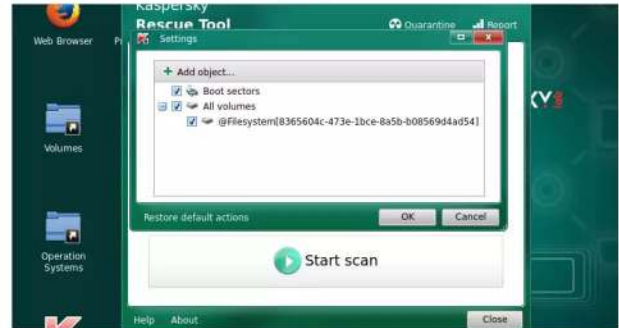 Kaspersky
Rescue Tool
Quarantine
Report
Settings
Web Browser
+ Add object...
Boot sectors
All volumes
@Filesystem[8365604c-473e-1bce-8a5b-b08569d4ad54]
Volumes
Restore default actions
OK
Cancel
Operation
Systems
Start scan
Help
About
Close